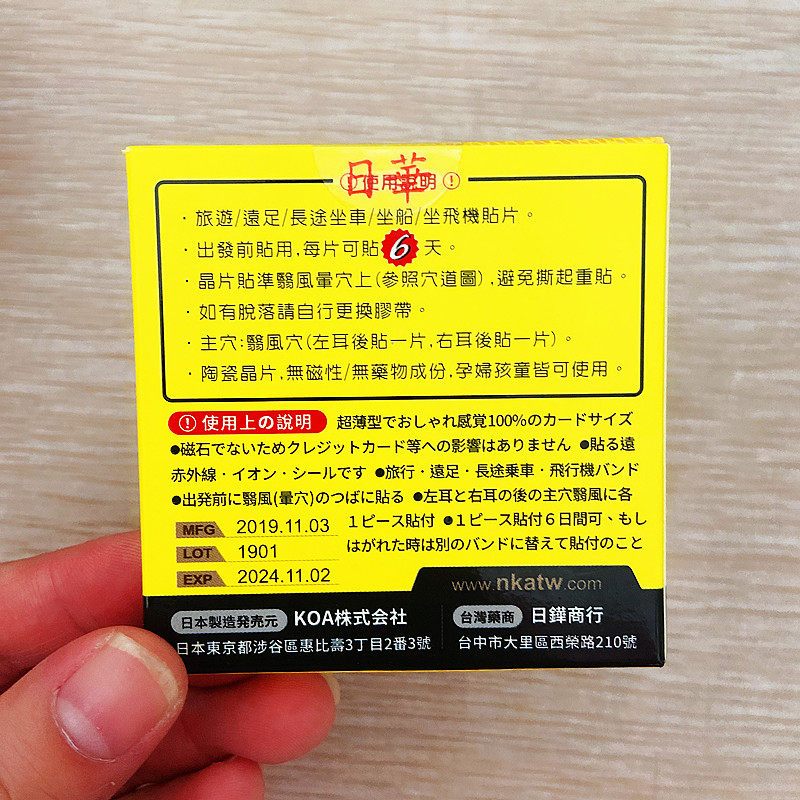 日華
使用說明
·旅遊/遠足/長途坐車/坐船/坐飛機貼片。
·出發前貼用,每片可貼6天。
·晶片貼準翳風暈穴上(參照穴道圖),避免撕起重貼。
·如有脫落請自行更換膠帶。
·主穴:翳風穴(左耳後貼一片,右耳後貼一片)。
·陶瓷晶片,無磁性/無藥物成份,孕婦孩童皆可使用。
使用上の說明 超薄型でおしゃれ感覚100%のカードサイズ
●磁石でないためクレジットカード等への影響はありません ●貼る遠
赤外線・イオン・シールです ●旅行・遠足・長途乗車・飛行機バンド
●出発前に翳風(暈穴)のつばに貼る ●左耳と右耳の後の主穴翳風に各
1ピース貼付 ●1ピース貼付6日間可、もし
はがれた時は別のバンドに替えて貼付のこと
MFG 2019.11.03
LOT 1901
EXP 2024.11.02
www.nkatw.com
日本製造発売元 KOA株式会社
日本東京都涉谷區惠比壽3丁目2番3號
台灣藥商 日鏵商行
台中市大里區西榮路210號